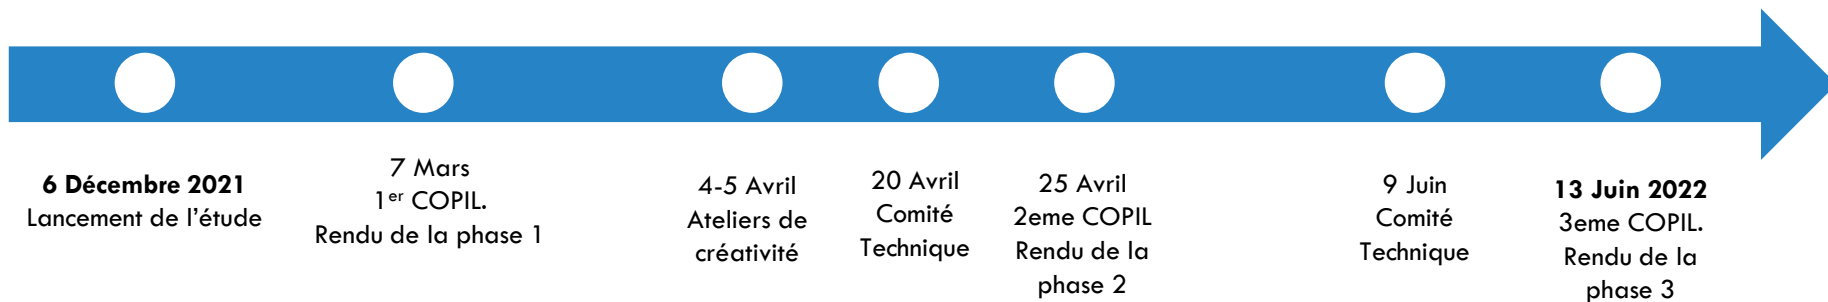 6 Décembre 2021
Lancement de l'étude
7 Mars
1er COPIL.
Rendu de la phase 1
4-5 Avril
Ateliers de
créativité
20 Avril
Comité
Technique
25 Avril
2eme COPIL
Rendu de la
phase 2
9 Juin
Comité
Technique
13 Juin 2022
3eme COPIL.
Rendu de la
phase 3